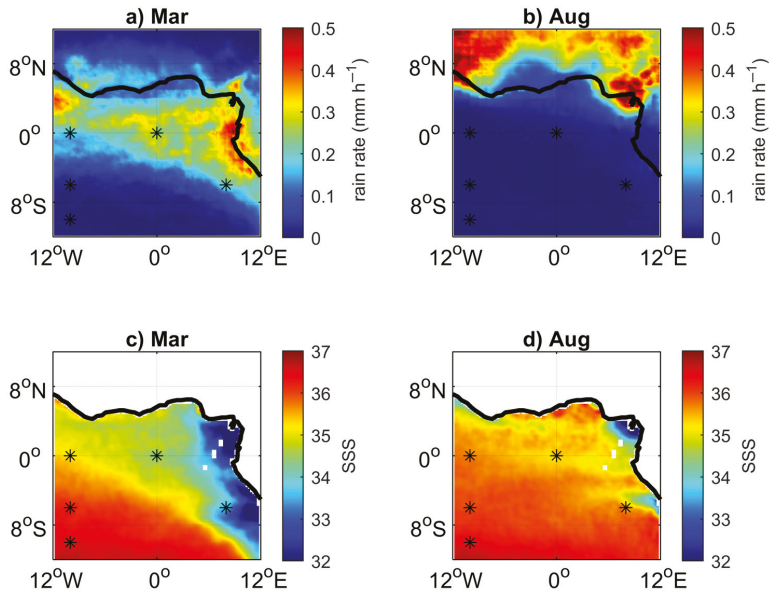 a) Mar
b) Aug
8°N
0°
8°S
12°W 0° 12°E
0.5
0.4
0.3
0.2
0.1
0
rain rate (mm h⁻¹)
8°N
0°
8°S
12°W 0° 12°E
0.5
0.4
0.3
0.2
0.1
0
rain rate (mm h⁻¹)
c) Mar
d) Aug
8°N
0°
8°S
12°W 0° 12°E
37
36
35
34
33
32
SSS
8°N
0°
8°S
12°W 0° 12°E
37
36
35
34
33
32
SSS